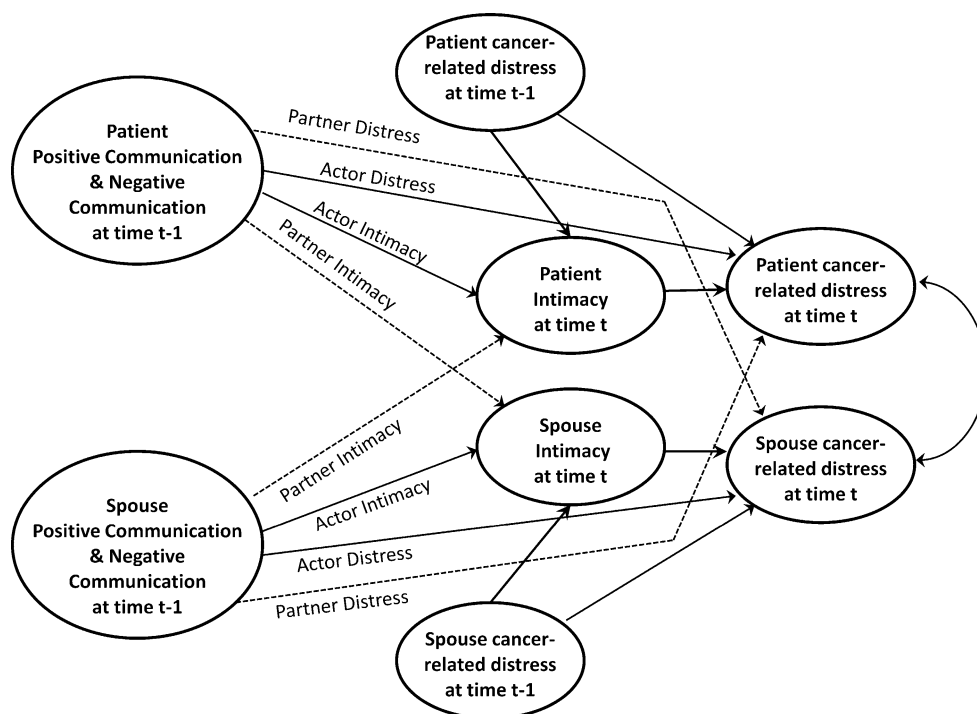 Patient cancer-
related distress
at time t-1
Patient
Positive Communication
& Negative
Communication
at time t-1
Partner Distress
Actor Distress
Actor Intimacy
Partner Intimacy
Patient
Intimacy
at time t
Patient cancer-
related distress
at time t
Spouse
Intimacy
at time t
Spouse cancer-
related distress
at time t
Spouse
Positive Communication
& Negative
Communication
at time t-1
Partner Intimacy
Actor Intimacy
Actor Distress
Partner Distress
Spouse cancer-
related distress
at time t-1